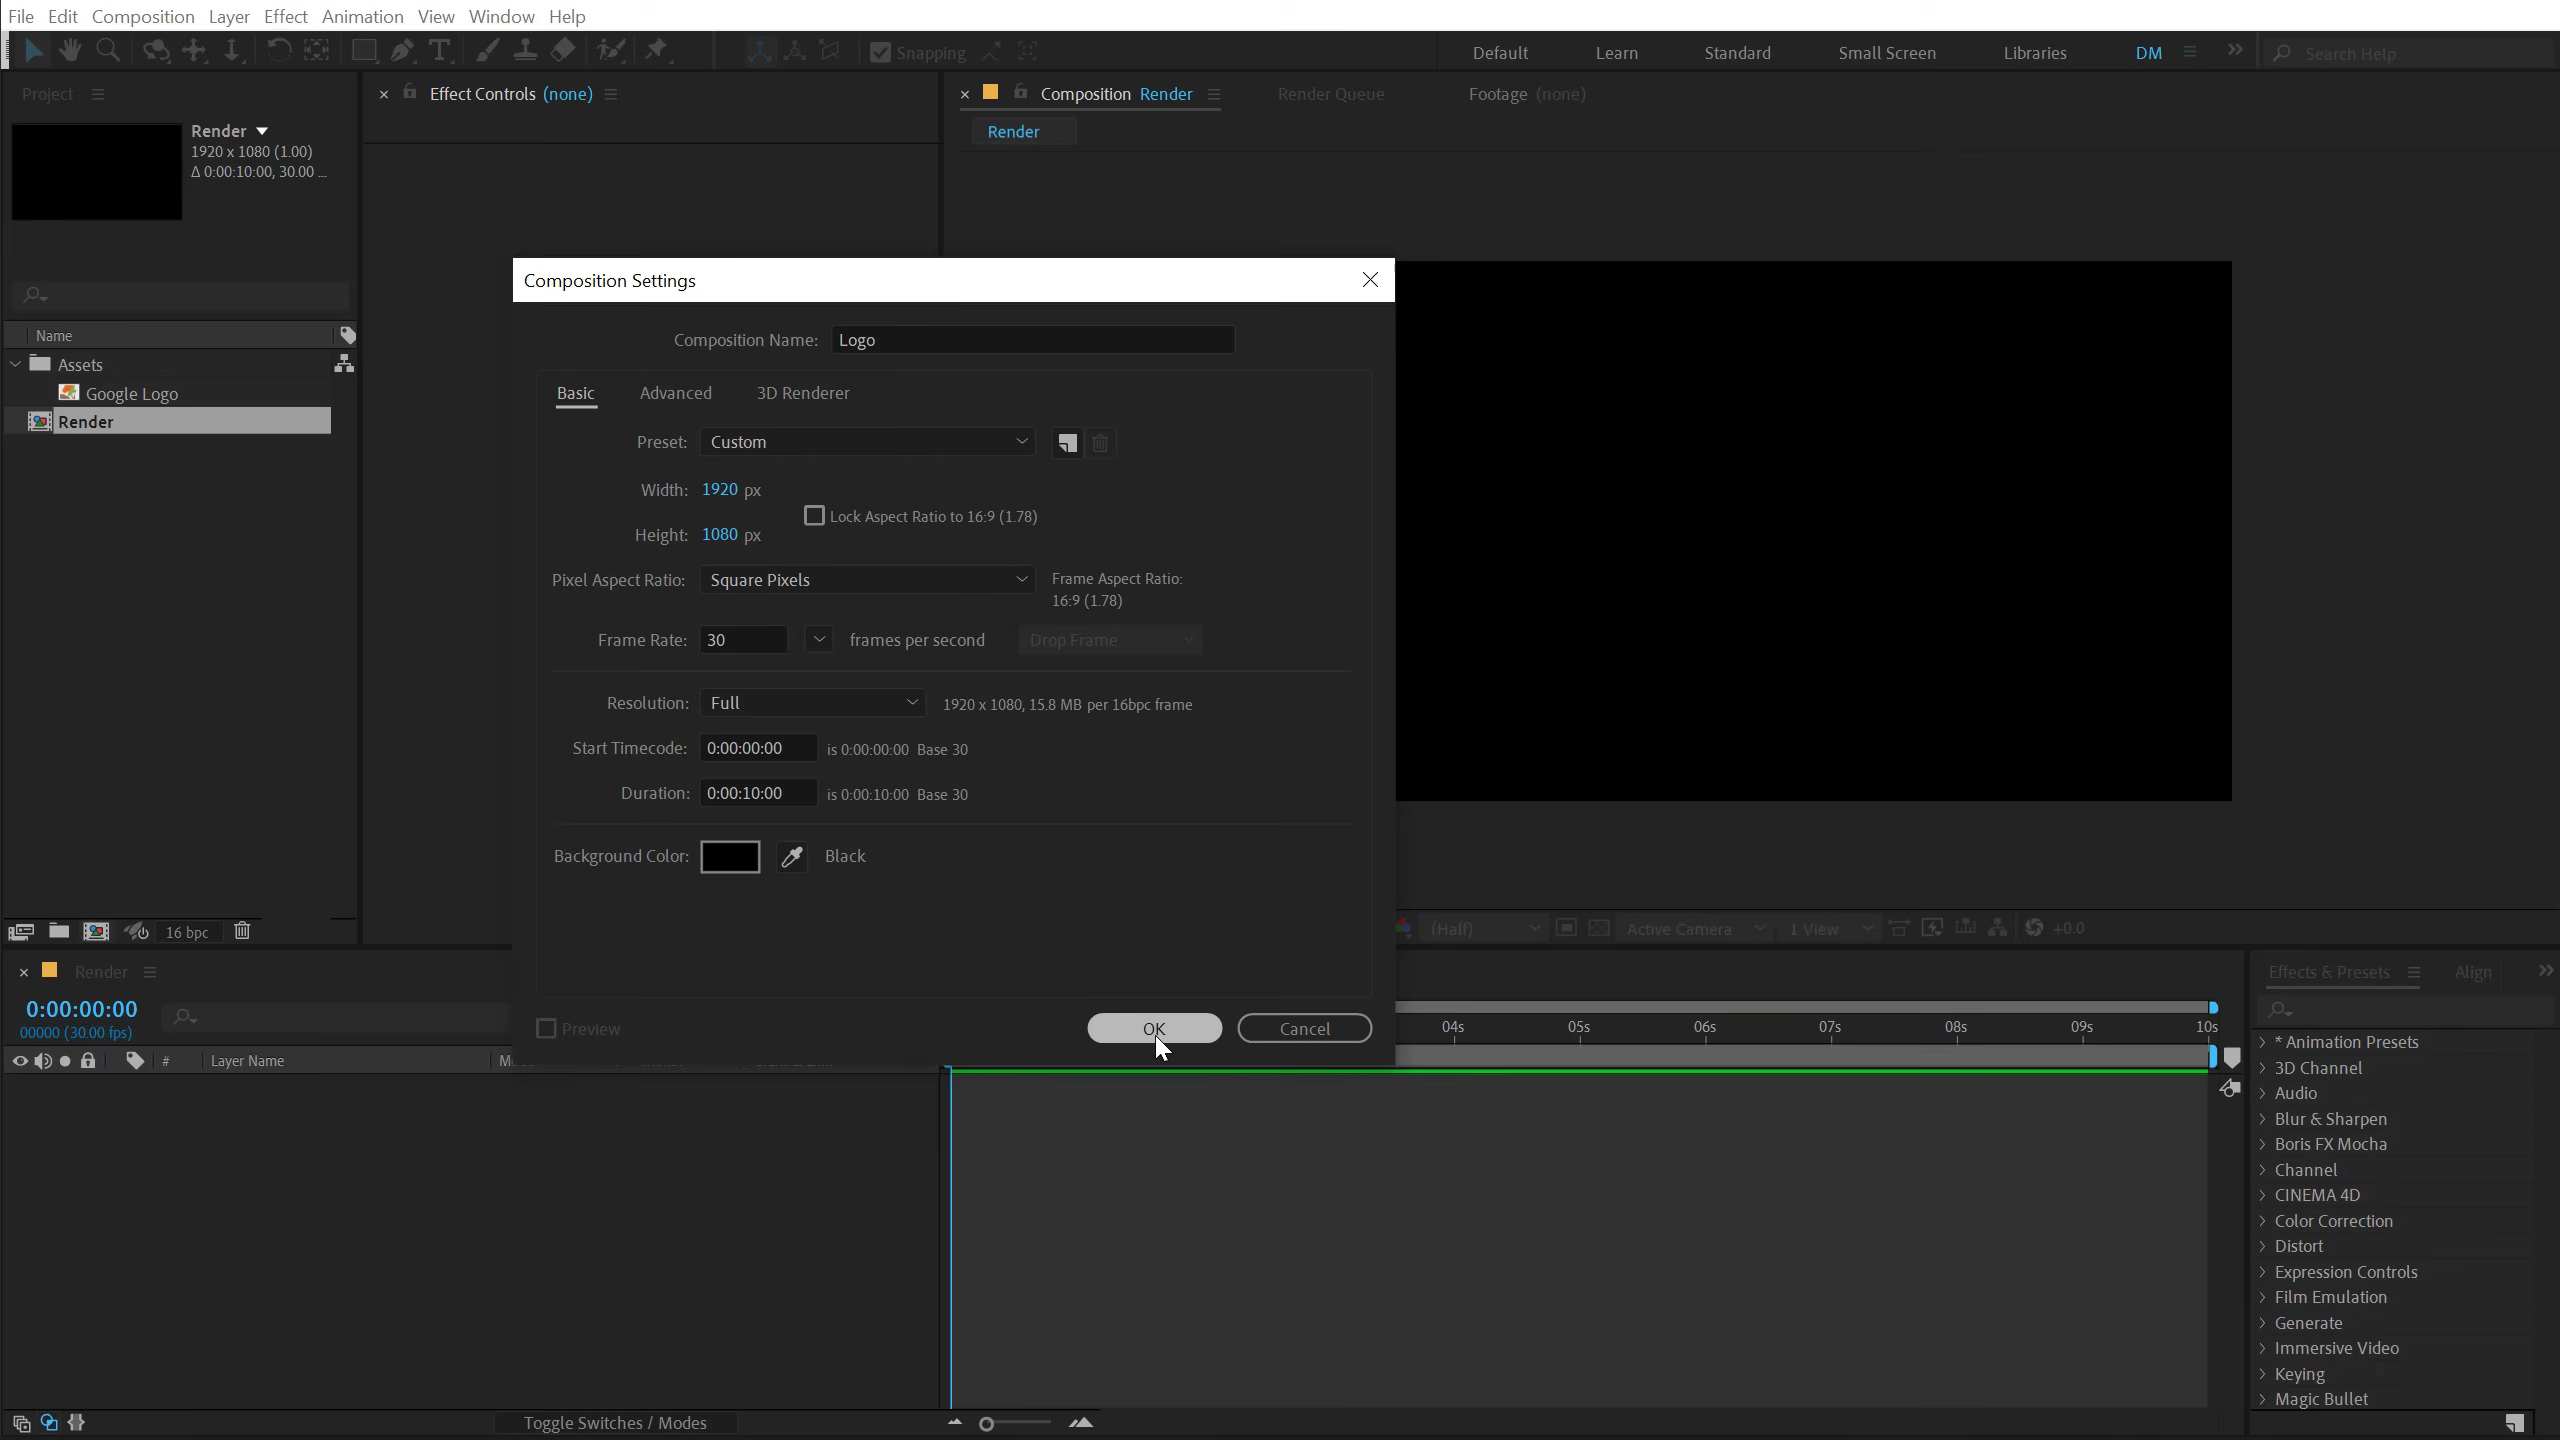 File Edit Composition Layer Effect Animation View Window Help
Snapping
Default Learn Standard Small Screen Libraries DM Search Help
Project
Effect Controls (none)
Composition Render
Render Queue
Footage (none)
Render
Render
1920 x 1080 (1.00)
Δ 0:00:10:00, 30.00 ...
Name
Assets
Google Logo
Render
16 bpc
Composition Settings
Composition Name: Logo
Basic Advanced 3D Renderer
Preset: Custom
Width: 1920 px
Lock Aspect Ratio to 16:9 (1.78)
Height: 1080 px
Pixel Aspect Ratio: Square Pixels
Frame Aspect Ratio:
16:9 (1.78)
Frame Rate: 30 frames per second Drop Frame
Resolution: Full 1920 x 1080, 15.8 MB per 16bpc frame
Start Timecode: 0:00:00:00 is 0:00:00:00 Base 30
Duration: 0:00:10:00 is 0:00:10:00 Base 30
Background Color: Black
Preview OK Cancel
(Half) Active Camera 1 View +0.0
Render
0:00:00:00
00000 (30.00 fps)
# Layer Name
04s 05s 06s 07s 08s 09s 10s
Toggle Switches / Modes
Effects & Presets Align
* Animation Presets
3D Channel
Audio
Blur & Sharpen
Boris FX Mocha
Channel
CINEMA 4D
Color Correction
Distort
Expression Controls
Film Emulation
Generate
Immersive Video
Keying
Magic Bullet